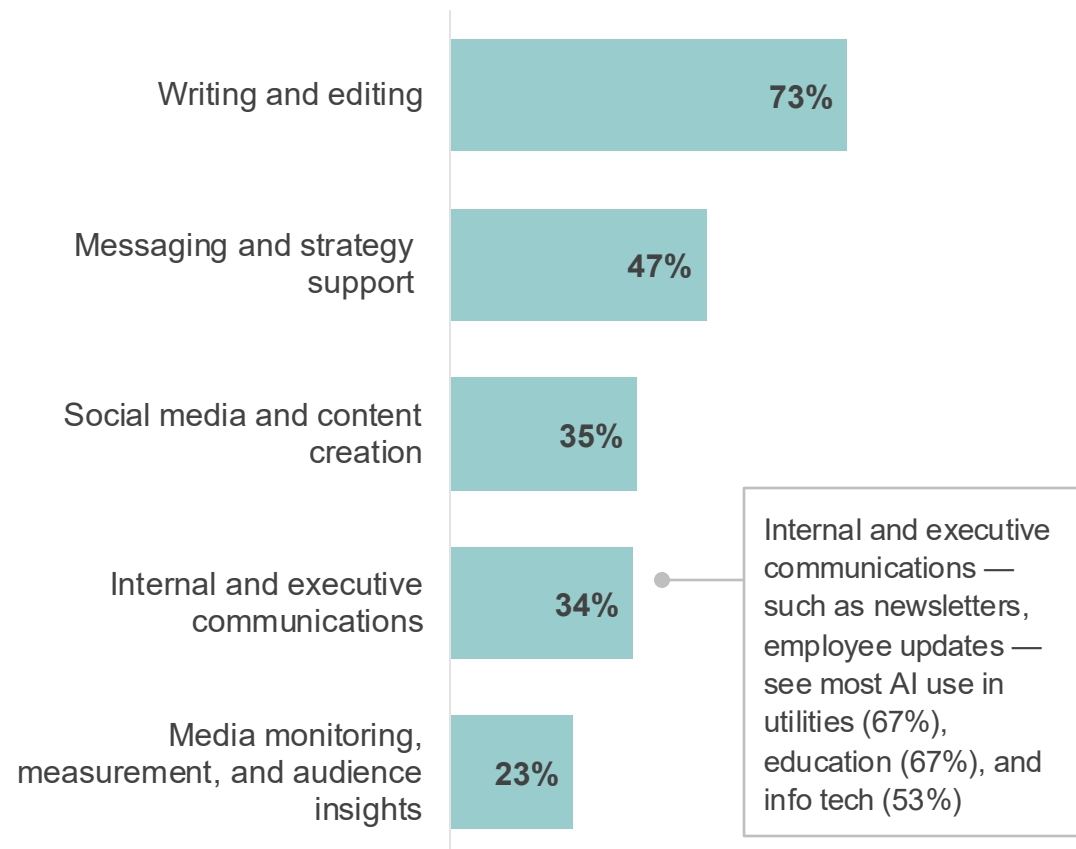 Writing and editing
73%
Messaging and strategy
support
47%
Social media and content
creation
35%
Internal and executive
communications
34%
Internal and executive
communications —
such as newsletters,
employee updates —
see most AI use in
utilities (67%),
education (67%), and
info tech (53%)
Media monitoring,
measurement, and audience
insights
23%